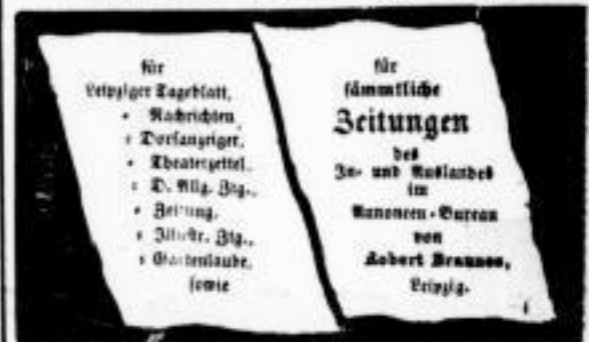 für
Leipziger Tageblatt,
" Nachrichten,
" Dorfanzeiger,
" Theaterzettel,
" D. Allg. Ztg.,
" Zeitung,
" Illustr. Ztg.,
" Gartenlaube,
sowie
für
sämmtliche
Zeitungen
des
In- und Auslandes
im
Annoncen-Bureau
von
Robert Braunes,
Leipzig.